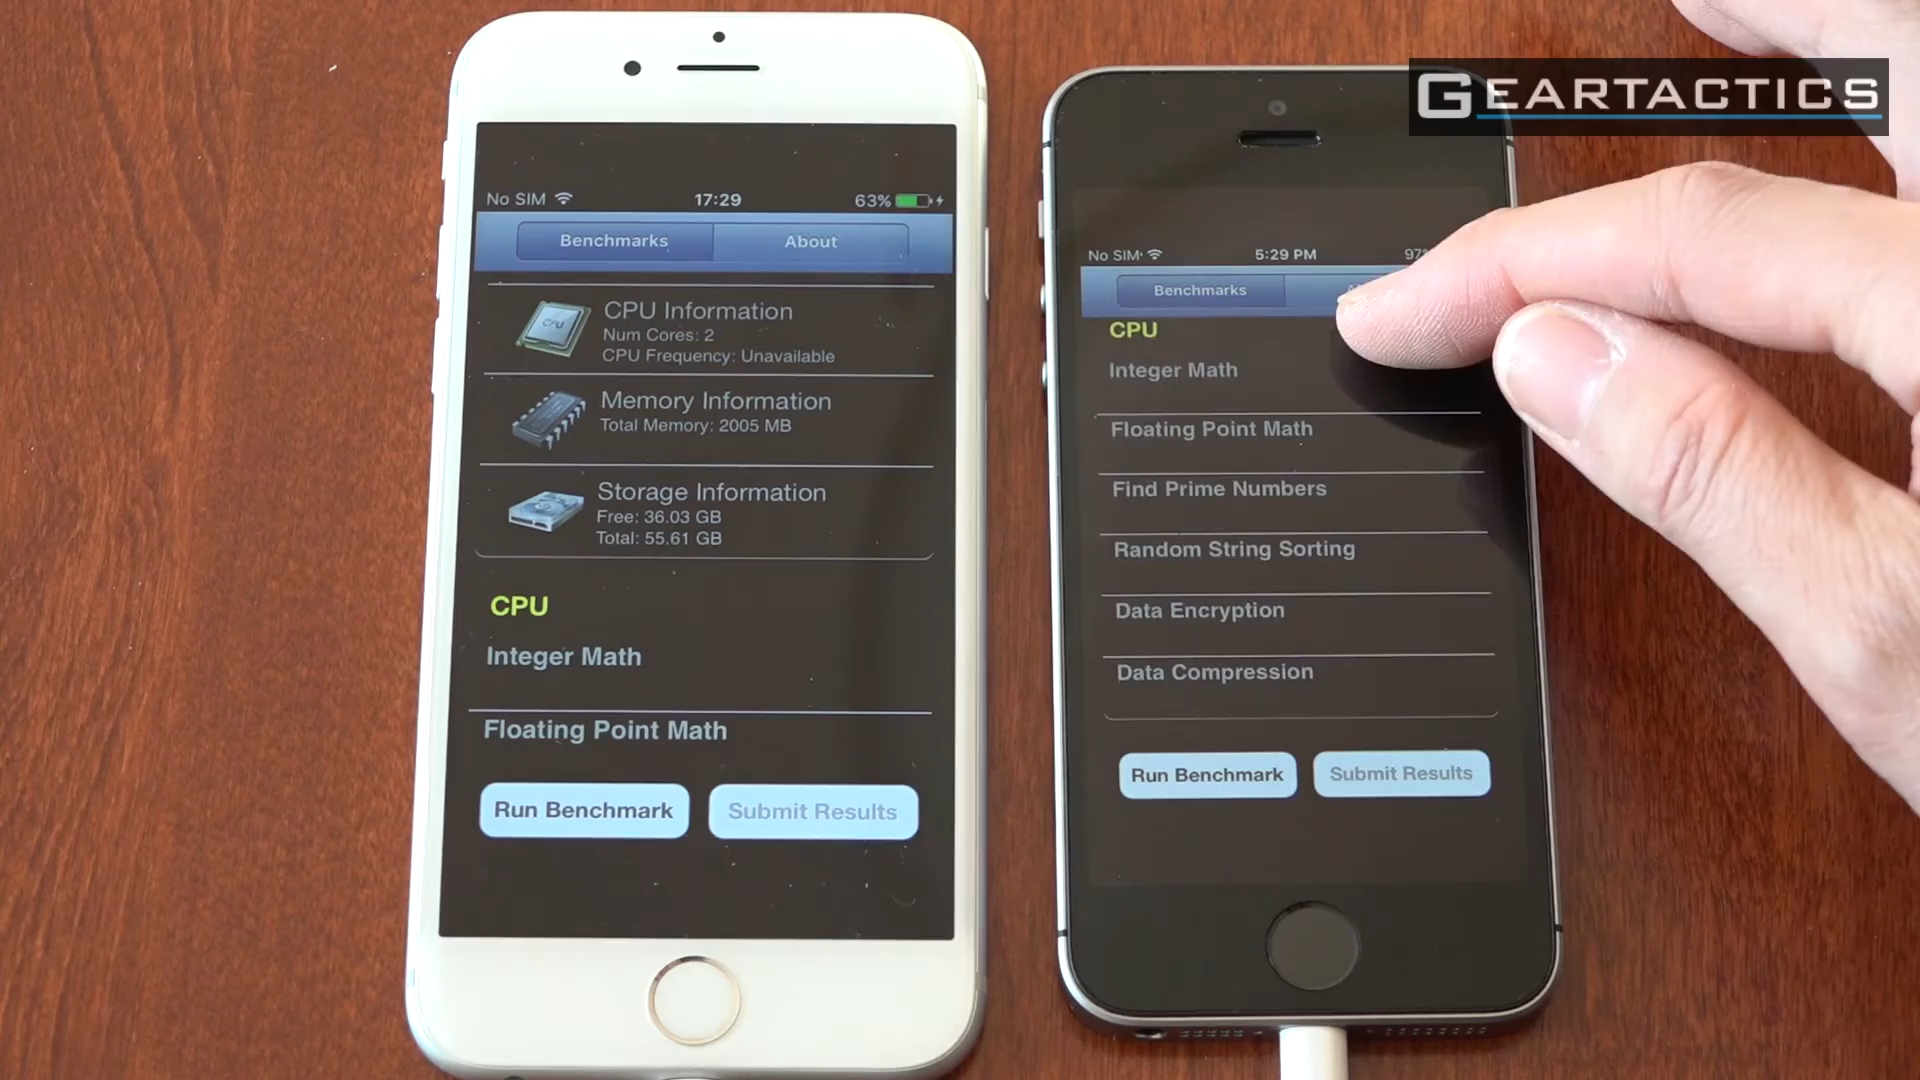 GEARTACTICS
No SIM 17:29 63%
Benchmarks About
CPU
CPU Information
Num Cores: 2
CPU Frequency: Unavailable
Memory Information
Total Memory: 2005 MB
Storage Information
Free: 36.03 GB
Total: 55.61 GB
CPU
Integer Math
Floating Point Math
Run Benchmark Submit Results
No SIM 5:29 PM 97
Benchmarks
CPU
Integer Math
Floating Point Math
Find Prime Numbers
Random String Sorting
Data Encryption
Data Compression
Run Benchmark Submit Results